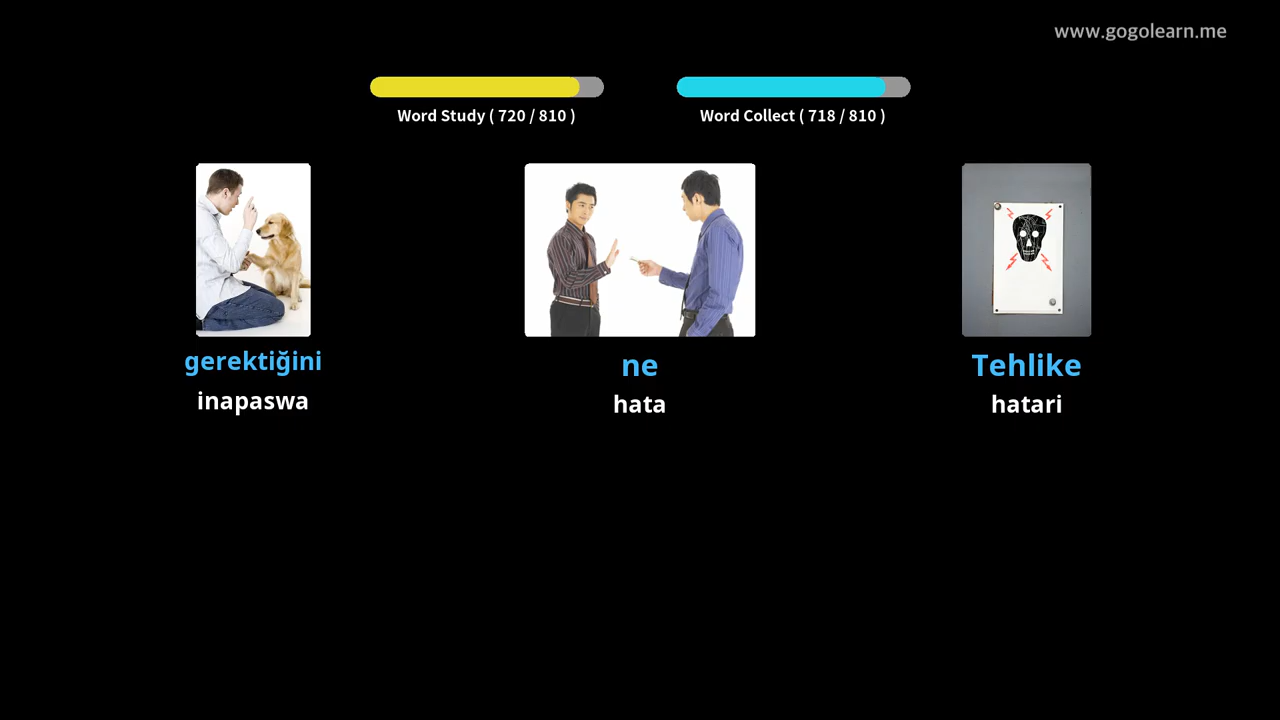 www.gogolearn.me
Word Study ( 720 / 810 )
Word Collect ( 718 / 810 )
gerektiğini
inapaswa
ne
hata
Tehlike
hatari